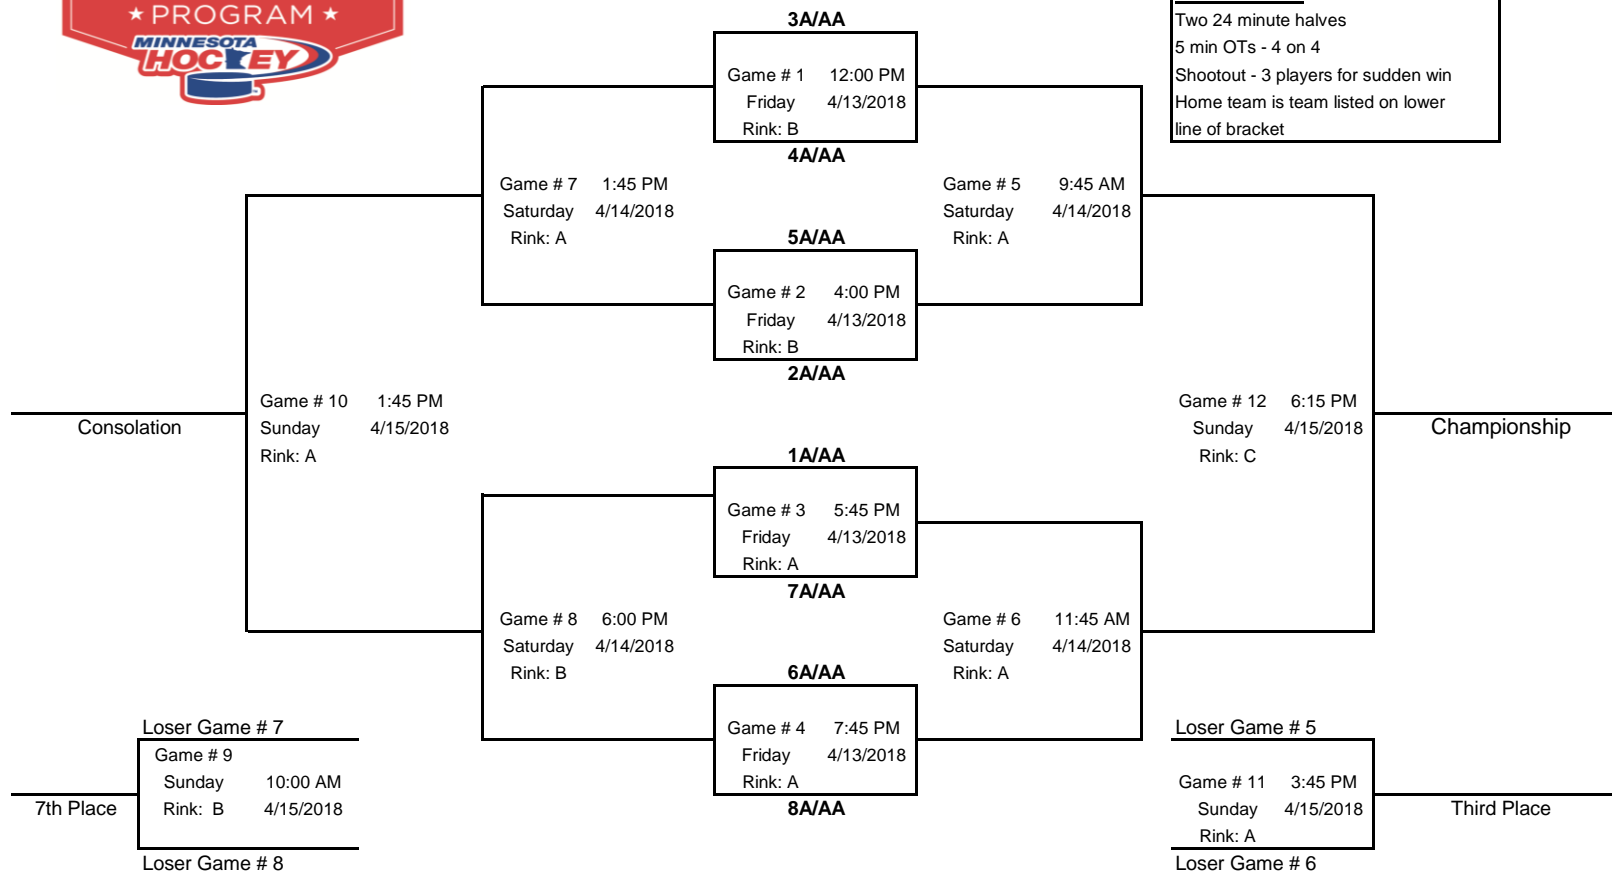 ★ PROGRAM ★
MINNESOTA
HOCKEY
Two 24 minute halves
5 min OTs - 4 on 4
Shootout - 3 players for sudden win
Home team is team listed on lower
line of bracket
3A/AA
Game # 1 12:00 PM
Friday 4/13/2018
Rink: B
4A/AA
Game # 7 1:45 PM
Saturday 4/14/2018
Rink: A
Game # 5 9:45 AM
Saturday 4/14/2018
Rink: A
5A/AA
Game # 2 4:00 PM
Friday 4/13/2018
Rink: B
2A/AA
Game # 10 1:45 PM
Sunday 4/15/2018
Rink: A
Consolation
Game # 12 6:15 PM
Sunday 4/15/2018
Rink: C
Championship
1A/AA
Game # 3 5:45 PM
Friday 4/13/2018
Rink: A
7A/AA
Game # 8 6:00 PM
Saturday 4/14/2018
Rink: B
Game # 6 11:45 AM
Saturday 4/14/2018
Rink: A
6A/AA
Game # 4 7:45 PM
Friday 4/13/2018
Rink: A
8A/AA
Loser Game # 7
Game # 9
Sunday 10:00 AM
Rink: B 4/15/2018
7th Place
Loser Game # 8
Loser Game # 5
Game # 11 3:45 PM
Sunday 4/15/2018
Rink: A
Third Place
Loser Game # 6